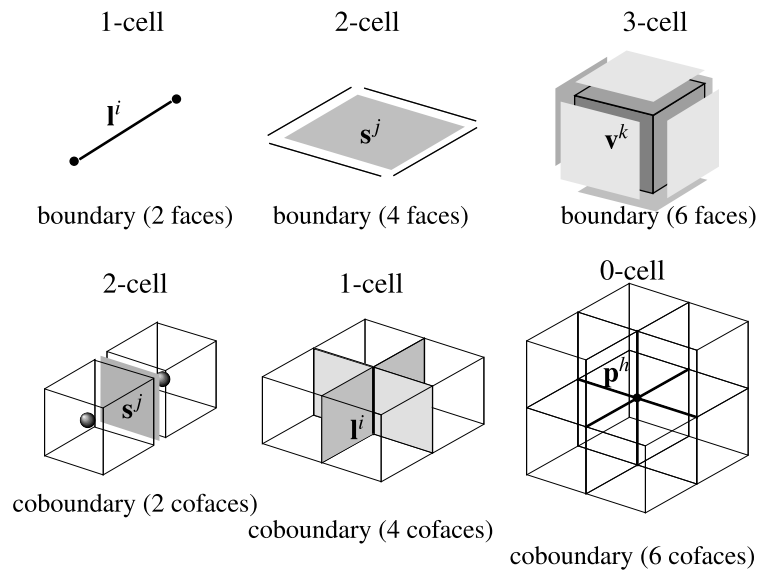 1-cell
2-cell
3-cell
l^i
s^j
v^k
boundary (2 faces)
boundary (4 faces)
boundary (6 faces)
2-cell
1-cell
0-cell
s^j
l^i
p^h
coboundary (2 cofaces)
coboundary (4 cofaces)
coboundary (6 cofaces)